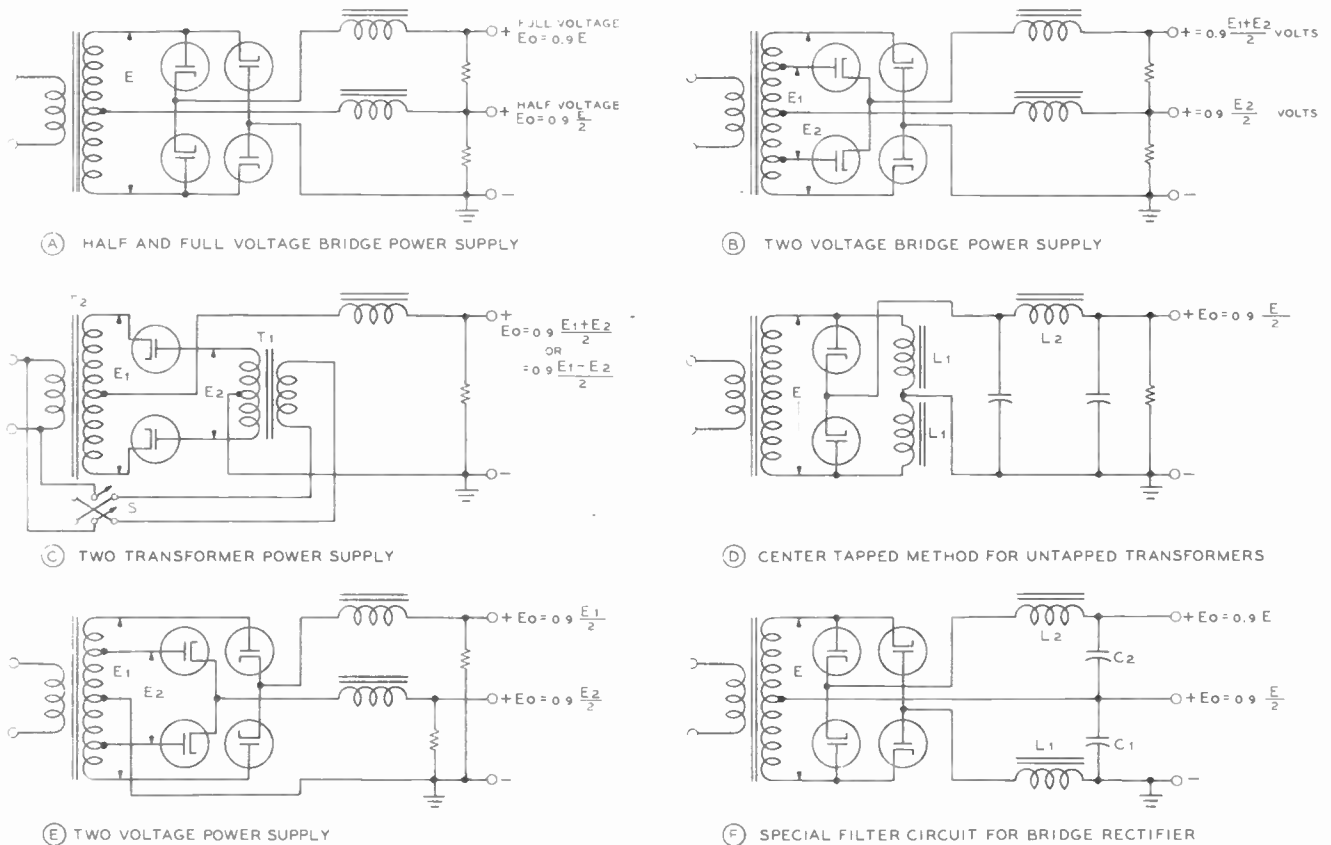 FULL VOLTAGE
+ Eo = 0.9 E
E
HALF VOLTAGE
+ Eo = 0.9 E/2
−
Ⓐ HALF AND FULL VOLTAGE BRIDGE POWER SUPPLY
+ = 0.9 E1+E2/2 VOLTS
E1
+ = 0.9 E2/2 VOLTS
E2
−
Ⓑ TWO VOLTAGE BRIDGE POWER SUPPLY
+
Eo = 0.9 E1+E2/2
OR
= 0.9 E1−E2/2
T1
E1
E2
−
S
Ⓒ TWO TRANSFORMER POWER SUPPLY
+ Eo = 0.9 E/2
L2
L1
E
L1
−
Ⓓ CENTER TAPPED METHOD FOR UNTAPPED TRANSFORMERS
+ Eo = 0.9 E1/2
E1
E2
+ Eo = 0.9 E2/2
−
Ⓔ TWO VOLTAGE POWER SUPPLY
+ Eo = 0.9 E
L2
C2
E
+ Eo = 0.9 E/2
L1
C1
−
Ⓕ SPECIAL FILTER CIRCUIT FOR BRIDGE RECTIFIER